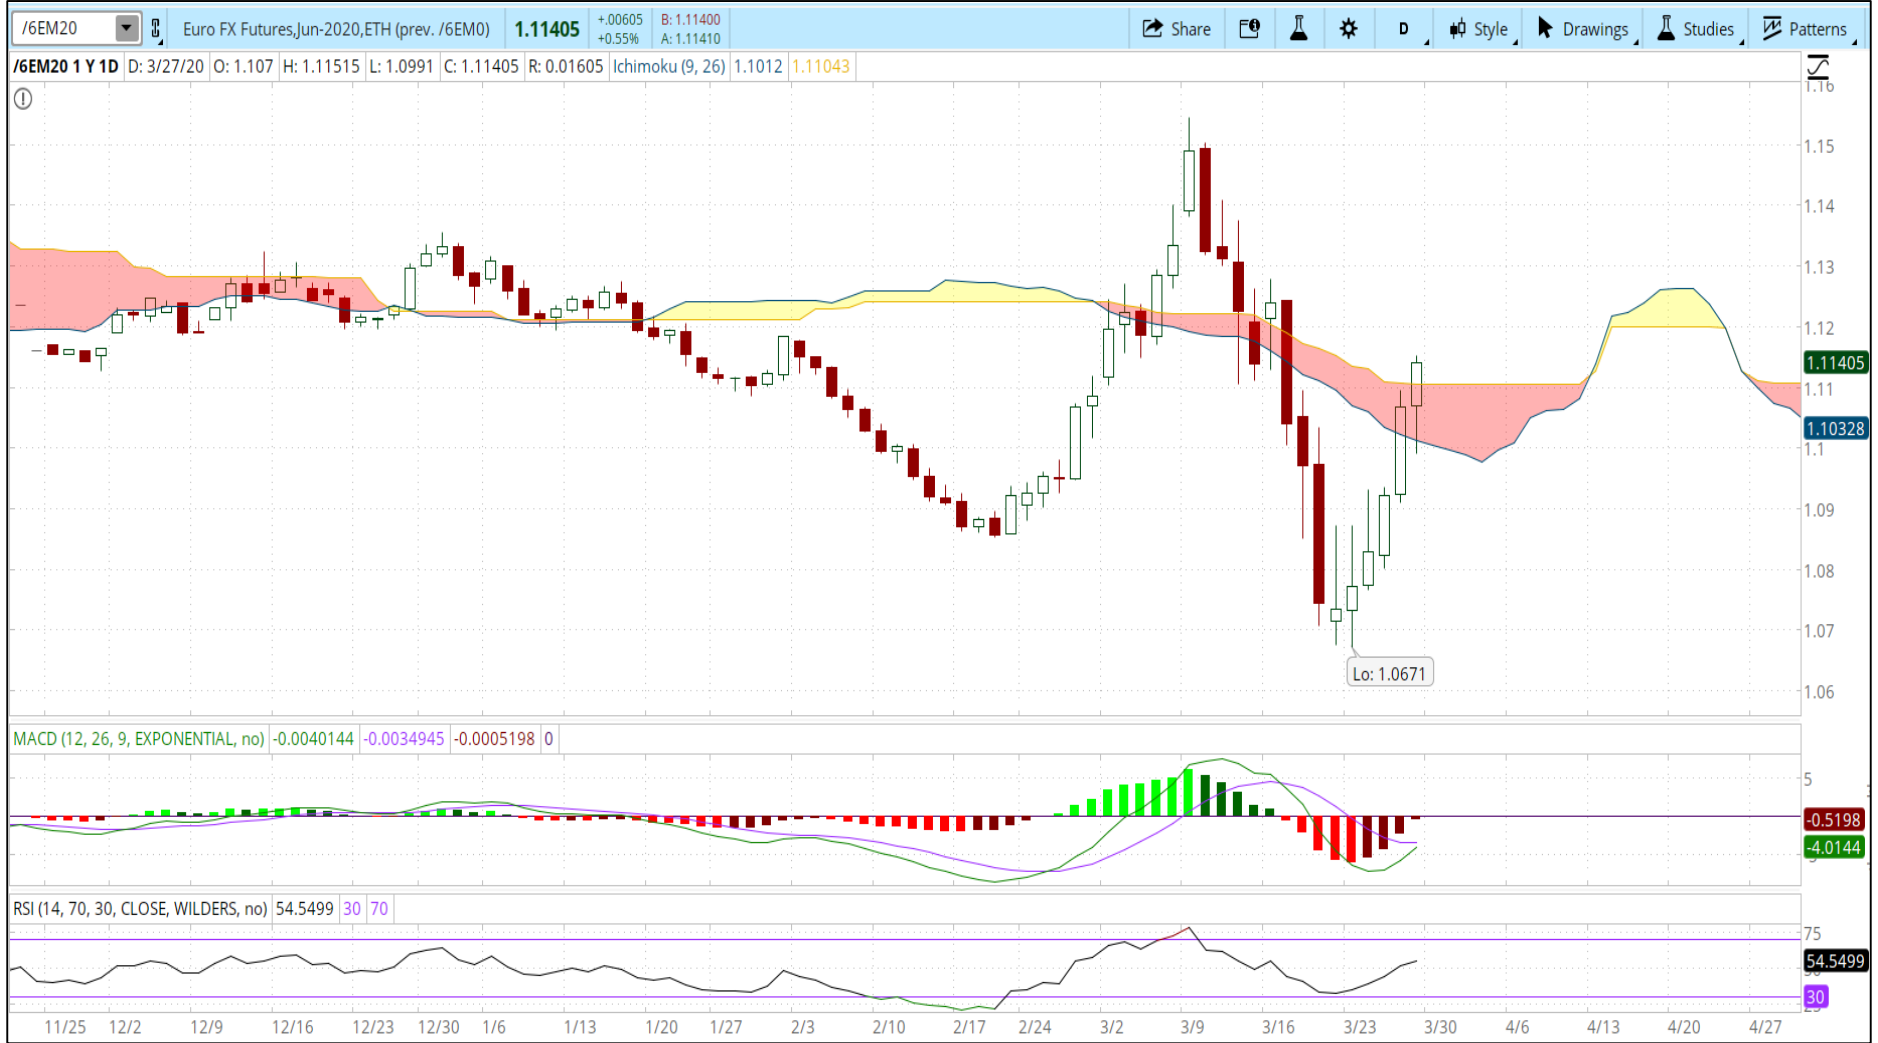 /6EM20 Euro FX Futures,Jun-2020,ETH (prev. /6EM0) 1.11405 +.00605 B: 1.11400 Share D Style Drawings Studies Patterns
+0.55% A: 1.11410
/6EM20 1 Y 1D D: 3/27/20 O: 1.107 H: 1.11515 L: 1.0991 C: 1.11405 R: 0.01605 Ichimoku (9, 26) 1.1012 1.11043
1.16
1.15
1.14
1.13
1.12
1.11405
1.11
1.10328
1.1
1.09
1.08
1.07
Lo: 1.0671
1.06
MACD (12, 26, 9, EXPONENTIAL, no) -0.0040144 -0.0034945 -0.0005198 0
5
-0.5198
-4.0144
RSI (14, 70, 30, CLOSE, WILDERS, no) 54.5499 30 70
75
54.5499
30
11/25 12/2 12/9 12/16 12/23 12/30 1/6 1/13 1/20 1/27 2/3 2/10 2/17 2/24 3/2 3/9 3/16 3/23 3/30 4/6 4/13 4/20 4/27